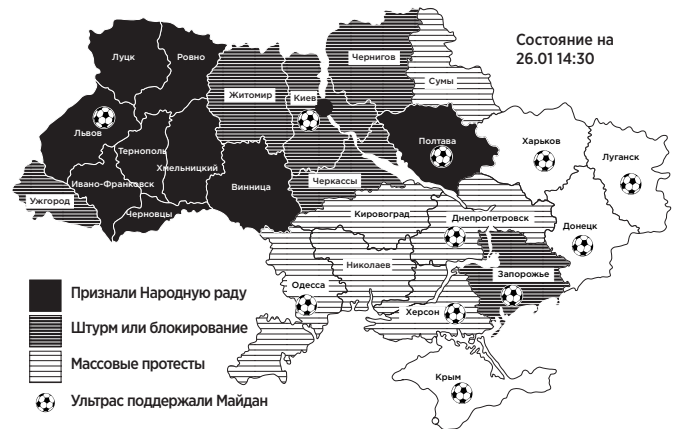 Состояние на
26.01 14:30
Луцк
Ровно
Чернигов
Житомир
Киев
Сумы
Львов
Тернополь
Хмельницкий
Полтава
Харьков
Луганск
Ивано-Франковск
Винница
Черкассы
Ужгород
Черновцы
Кировоград
Днепропетровск
Донецк
Николаев
Запорожье
Одесса
Херсон
Крым
Признали Народную раду
Штурм или блокирование
Массовые протесты
Ультрас поддержали Майдан